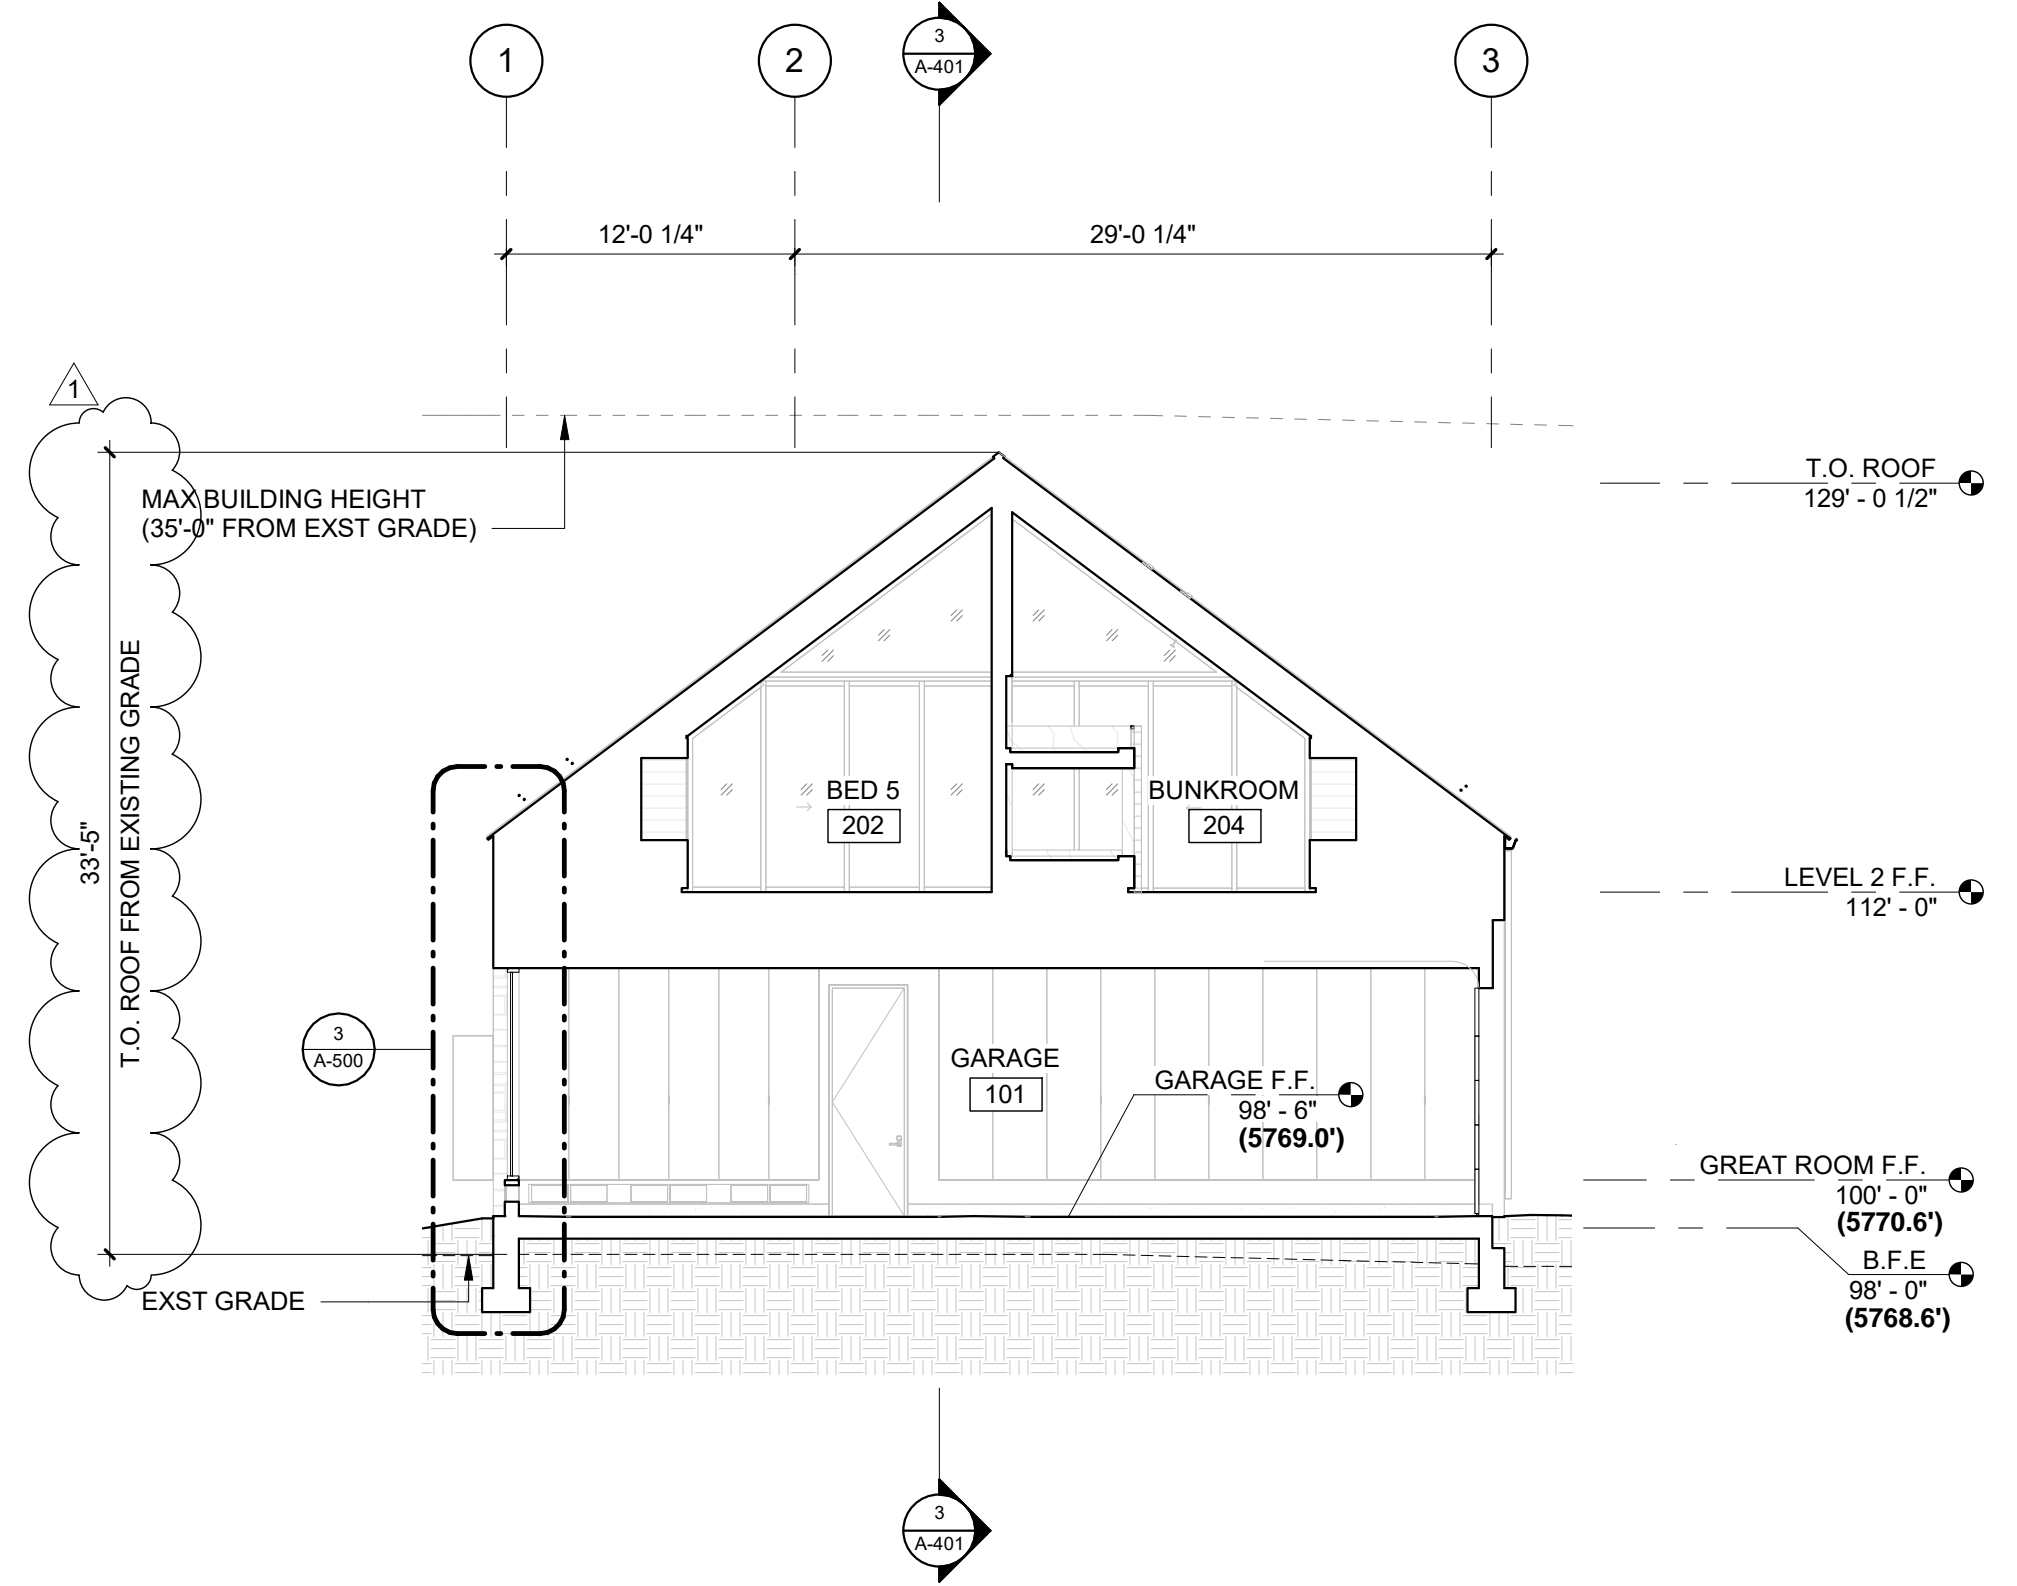 1
2
3
A-401
3
12'-0 1/4"
29'-0 1/4"
1
MAX BUILDING HEIGHT
(35'-0" FROM EXST GRADE)
T.O. ROOF
129' - 0 1/2"
33'-5"
T.O. ROOF FROM EXISTING GRADE
BED 5
202
BUNKROOM
204
LEVEL 2 F.F.
112' - 0"
3
A-500
GARAGE
101
GARAGE F.F.
98' - 6"
(5769.0')
GREAT ROOM F.F.
100' - 0"
(5770.6')
B.F.E
98' - 0"
(5768.6')
EXST GRADE
3
A-401